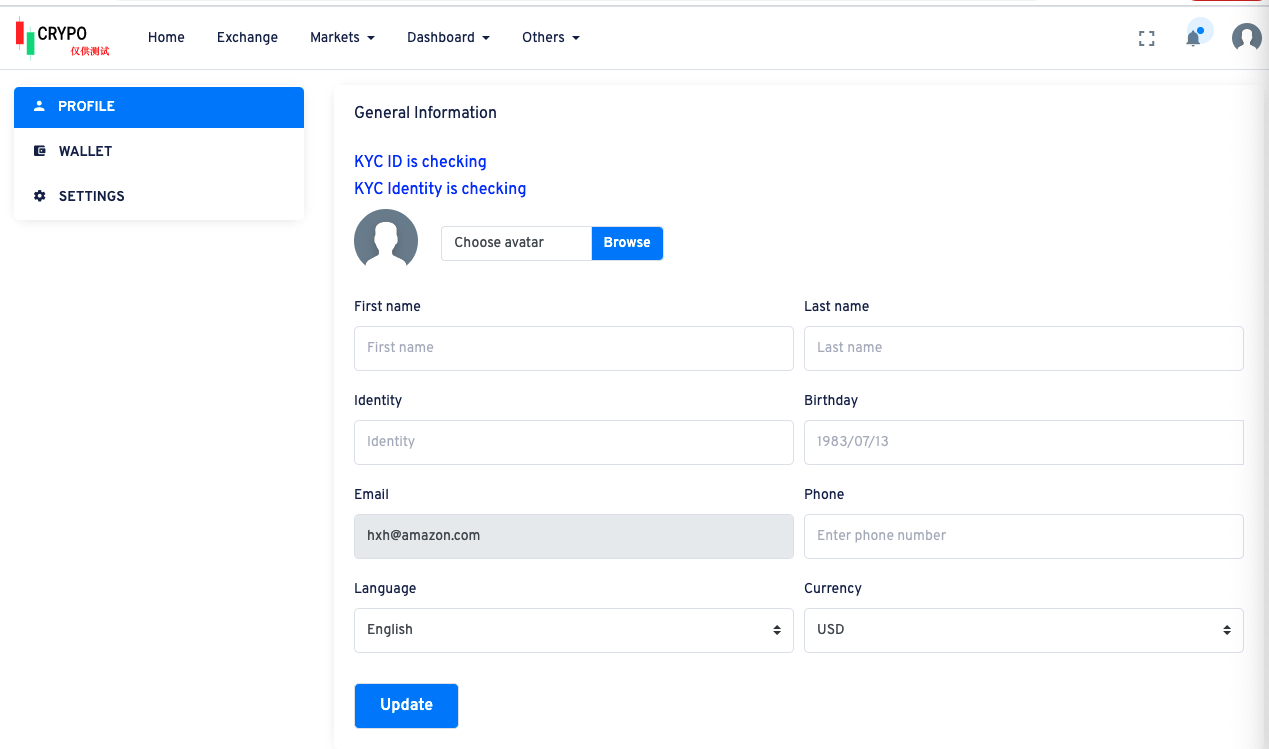 CRYPO
仅供测试
Home Exchange Markets Dashboard Others
PROFILE
WALLET
SETTINGS
General Information
KYC ID is checking
KYC Identity is checking
Choose avatar Browse
First name Last name
First name Last name
Identity Birthday
Identity 1983/07/13
Email Phone
hxh@amazon.com Enter phone number
Language Currency
English USD
Update